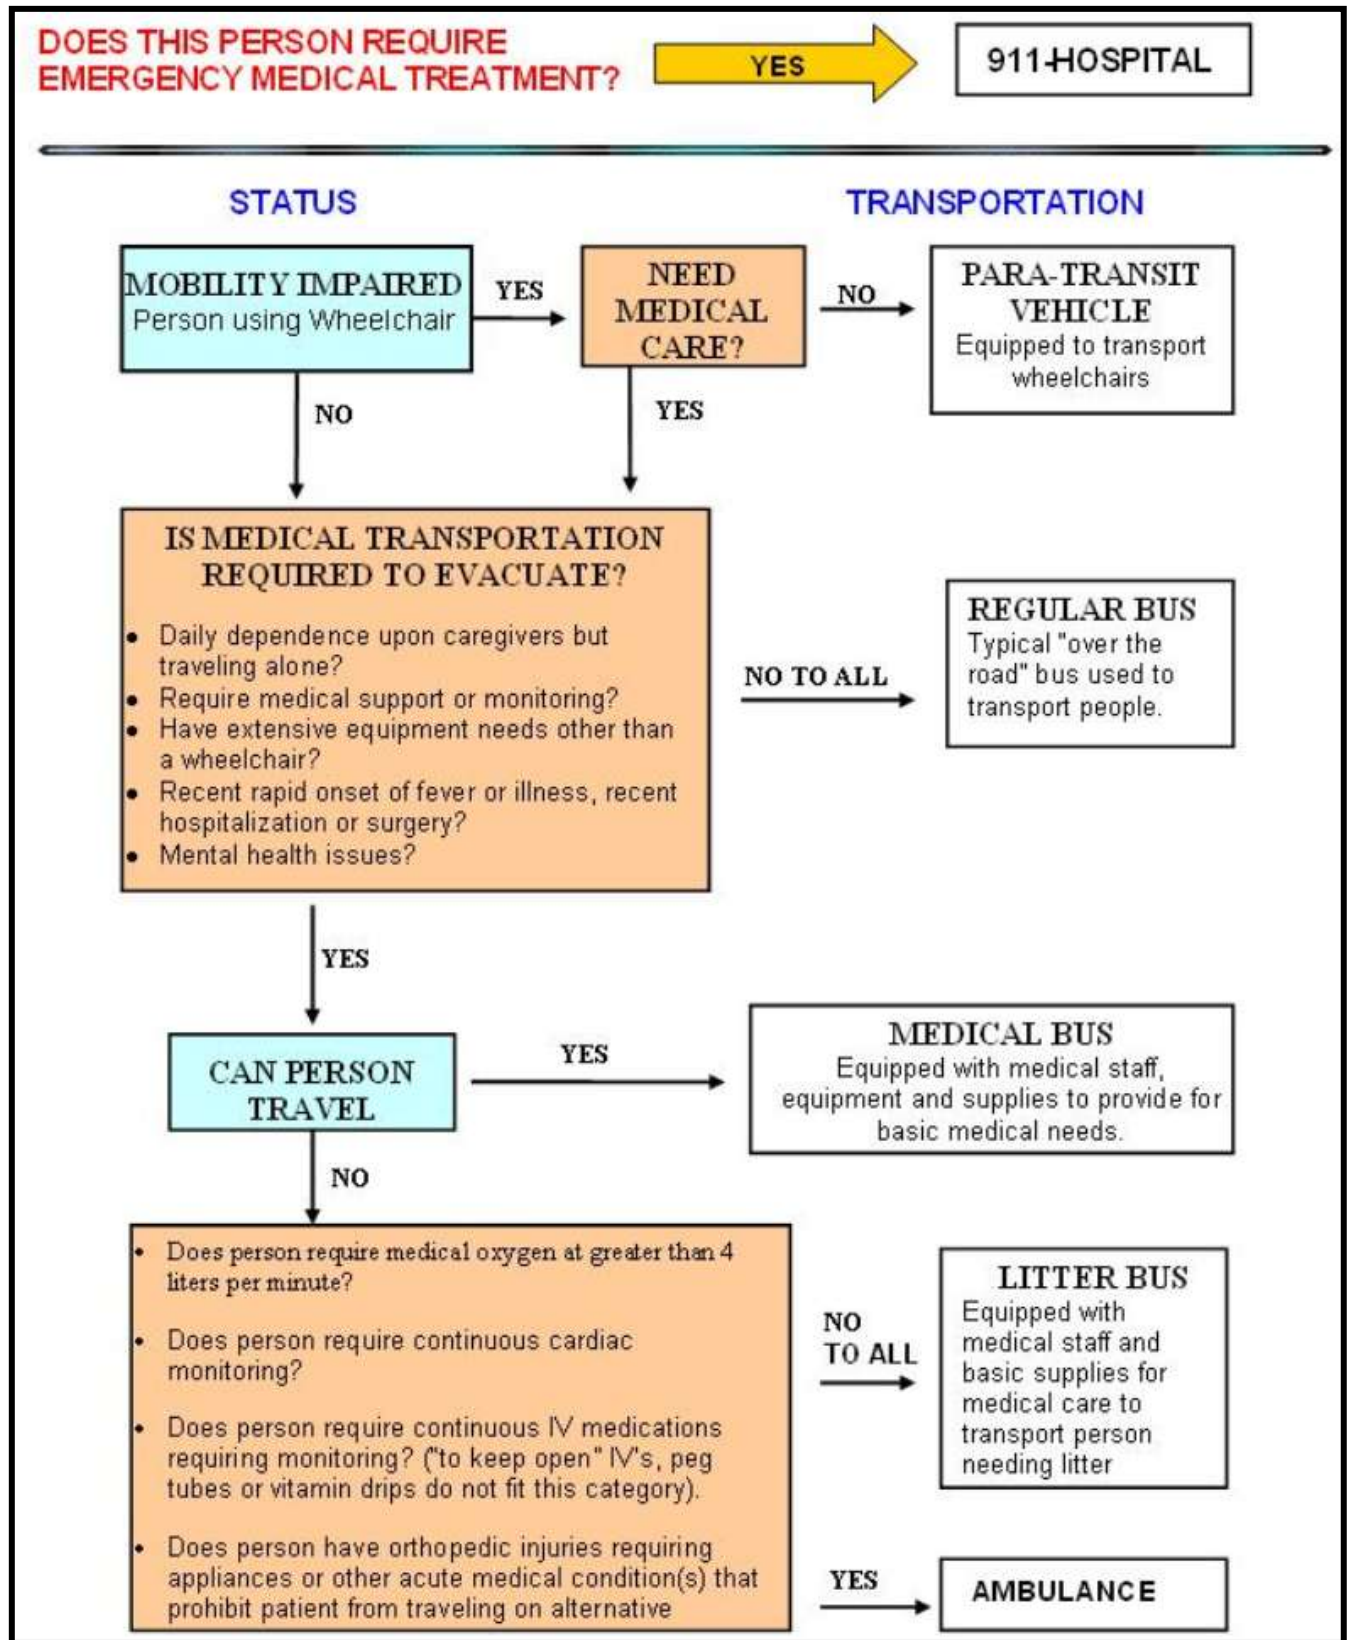 DOES THIS PERSON REQUIRE
EMERGENCY MEDICAL TREATMENT?
YES
911-HOSPITAL
STATUS
TRANSPORTATION
MOBILITY IMPAIRED
Person using Wheelchair
YES
NEED
MEDICAL
CARE?
NO
PARA-TRANSIT
VEHICLE
Equipped to transport
wheelchairs
NO
YES
IS MEDICAL TRANSPORTATION
REQUIRED TO EVACUATE?
• Daily dependence upon caregivers but
traveling alone?
• Require medical support or monitoring?
• Have extensive equipment needs other than
a wheelchair?
• Recent rapid onset of fever or illness, recent
hospitalization or surgery?
• Mental health issues?
NO TO ALL
REGULAR BUS
Typical "over the
road" bus used to
transport people.
YES
CAN PERSON
TRAVEL
YES
MEDICAL BUS
Equipped with medical staff,
equipment and supplies to provide for
basic medical needs.
NO
• Does person require medical oxygen at greater than 4
liters per minute?
• Does person require continuous cardiac
monitoring?
• Does person require continuous IV medications
requiring monitoring? ("to keep open" IV's, peg
tubes or vitamin drips do not fit this category).
• Does person have orthopedic injuries requiring
appliances or other acute medical condition(s) that
prohibit patient from traveling on alternative
NO
TO ALL
LITTER BUS
Equipped with
medical staff and
basic supplies for
medical care to
transport person
needing litter
YES
AMBULANCE